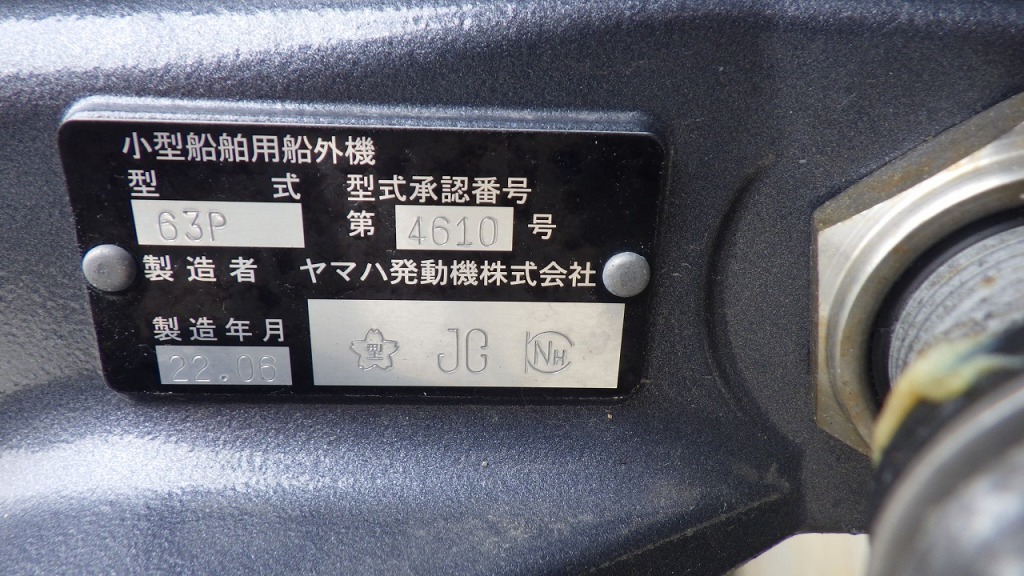 小型船舶用船外機
型 式 型式承認番号
63P 第 4610 号
製造者 ヤマハ発動機株式会社
製造年月
22.06 型 JG NH